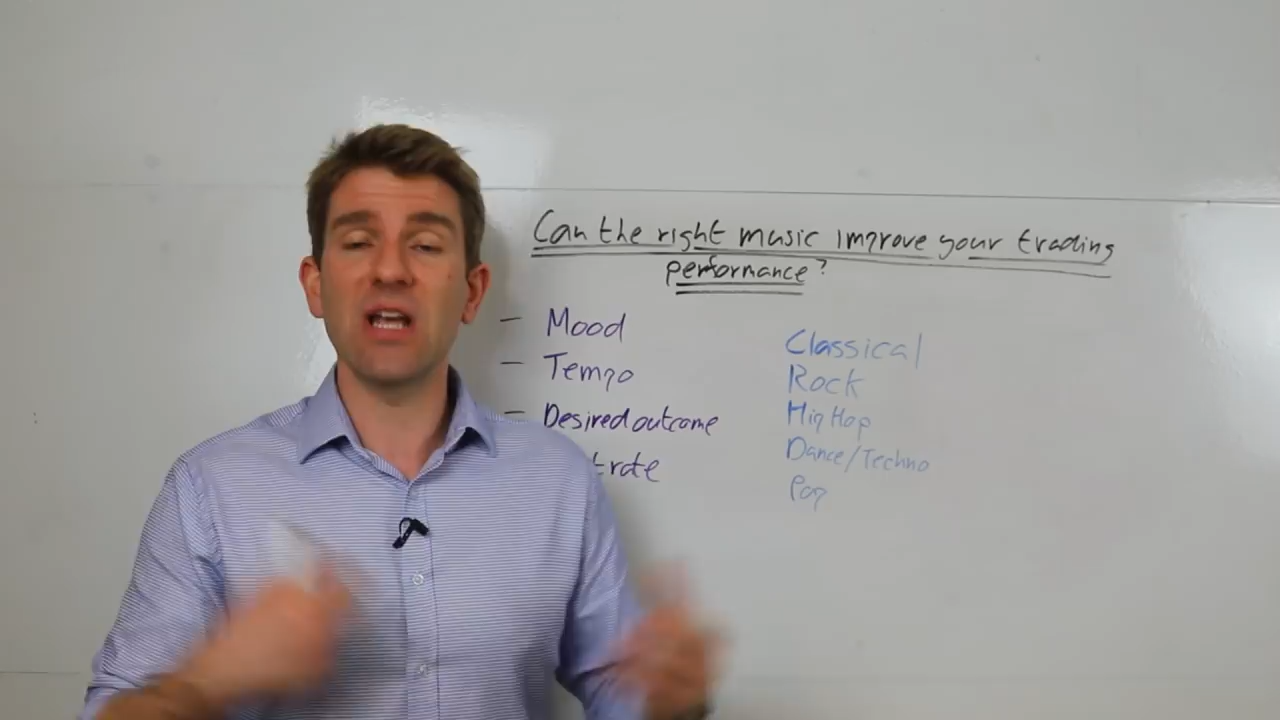 Can the right music improve your trading
performance?
- Mood
- Tempo
- Desired outcome
trate
Classical
Rock
Hip Hop
Dance/Techno
Pop